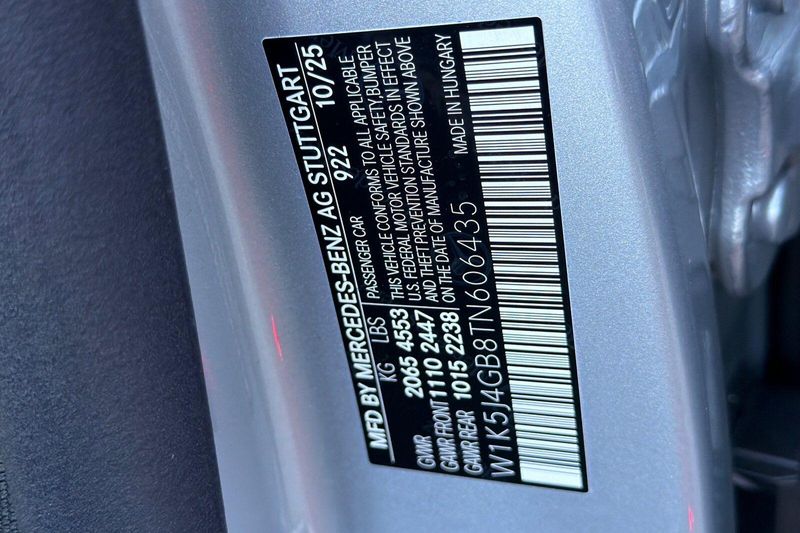 MFD BY MERCEDES-BENZ AG STUTTGART 10/25
KG LBS 922
GVWR 2065 4553
GAWR FRONT 1110 2447
GAWR REAR 1015 2238
PASSENGER CAR
THIS VEHICLE CONFORMS TO ALL APPLICABLE
U.S. FEDERAL MOTOR VEHICLE SAFETY,BUMPER
AND THEFT PREVENTION STANDARDS IN EFFECT
ON THE DATE OF MANUFACTURE SHOWN ABOVE
W1K5J4GB8TN606435
MADE IN HUNGARY